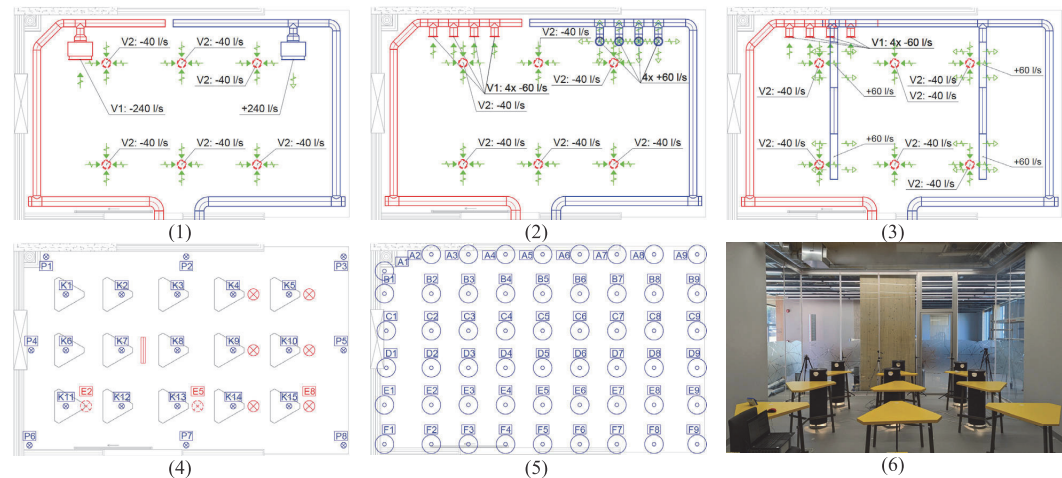 V2: -40 l/s V2: -40 l/s
V2: -40 l/s
V1: -240 l/s +240 l/s
V2: -40 l/s V2: -40 l/s V2: -40 l/s
(1)
V2: -40 l/s
V2: -40 l/s
4x +60 l/s
V1: 4x -60 l/s
V2: -40 l/s
V2: -40 l/s V2: -40 l/s V2: -40 l/s
(2)
V1: 4x -60 l/s
V2: -40 l/s +60 l/s
V2: -40 l/s
+60 l/s V2: -40 l/s
+60 l/s
V2: -40 l/s V2: -40 l/s
+60 l/s
V2: -40 l/s
(3)
P1 P2 P3
K1 K2 K3 K4 K5
P4 K6 K7 K8 K9 K10 P5
E2 E5 E8
K11 K12 K13 K14 K15
P6 P7 P8
(4)
A1 A2 A3 A4 A5 A6 A7 A8 A9
B1 B2 B3 B4 B5 B6 B7 B8 B9
C1 C2 C3 C4 C5 C6 C7 C8 C9
D1 D2 D3 D4 D5 D6 D7 D8 D9
E1 E2 E3 E4 E5 E6 E7 E8 E9
F1 F2 F3 F4 F5 F6 F7 F8 F9
(5)
(6)